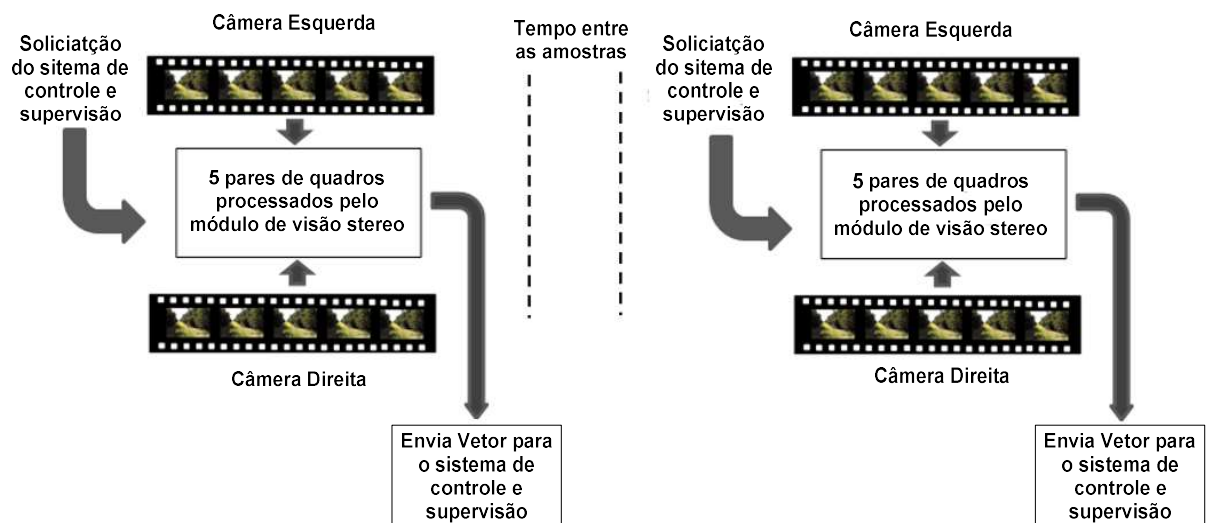 Câmera Esquerda
Soliciatção
do sitema de
controle e
supervisão
5 pares de quadros
processados pelo
módulo de visão stereo
Câmera Direita
Envia Vetor para
o sistema de
controle e
supervisão
Tempo entre
as amostras
Câmera Esquerda
Soliciatção
do sitema de
controle e
supervisão
5 pares de quadros
processados pelo
módulo de visão stereo
Câmera Direita
Envia Vetor para
o sistema de
controle e
supervisão